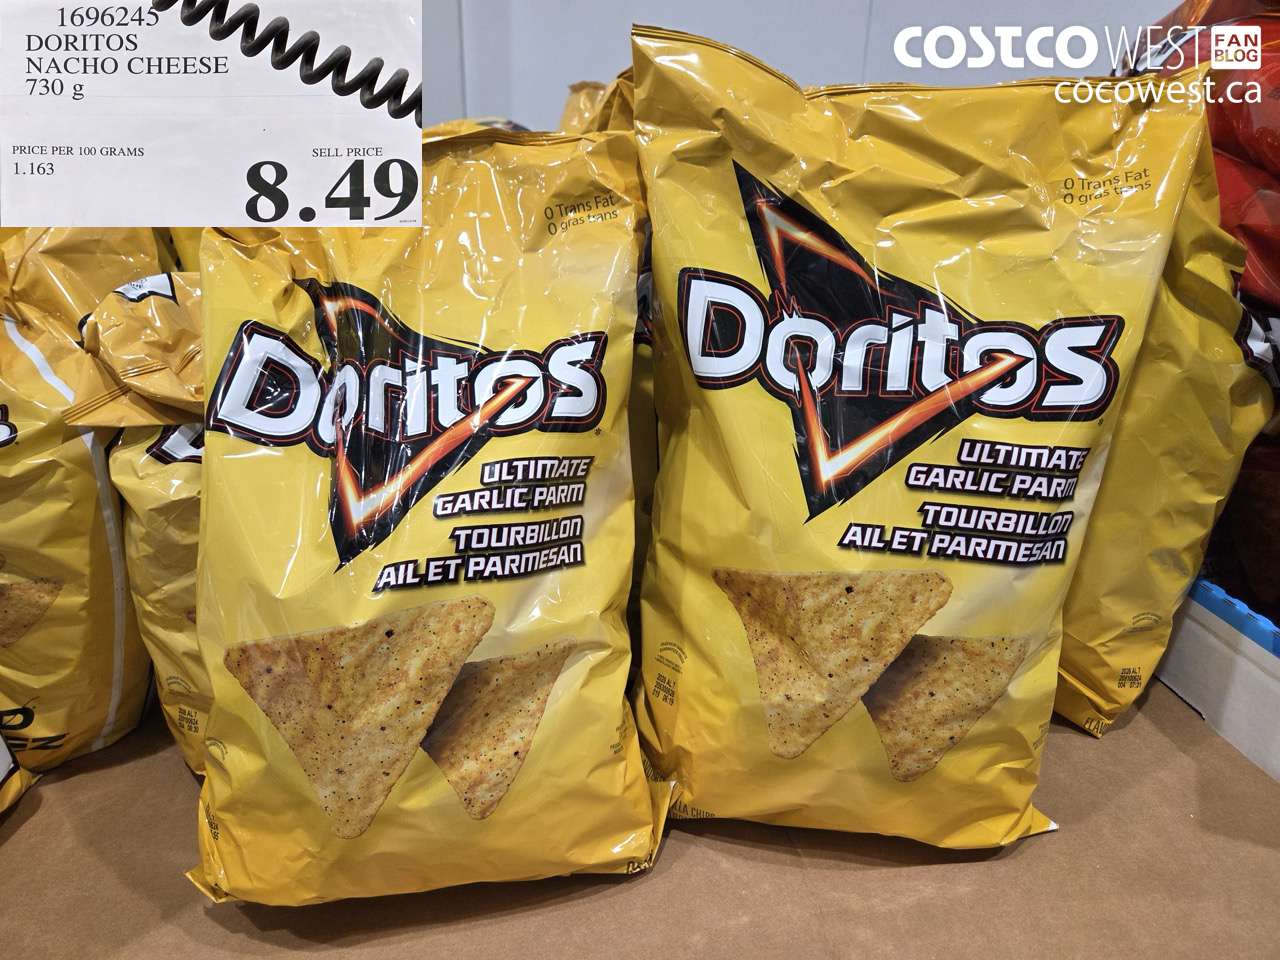 1696245
DORITOS
NACHO CHEESE
730 g
PRICE PER 100 GRAMS
1.163
SELL PRICE
8.49
COSTCO WEST FAN BLOG
cocowest.ca
0 Trans Fat
0 gras trans
Doritos
ULTIMATE
GARLIC PARM
TOURBILLON
AIL ET PARMESAN
0 Trans Fat
0 gras trans
Doritos
ULTIMATE
GARLIC PARM
TOURBILLON
AIL ET PARMESAN